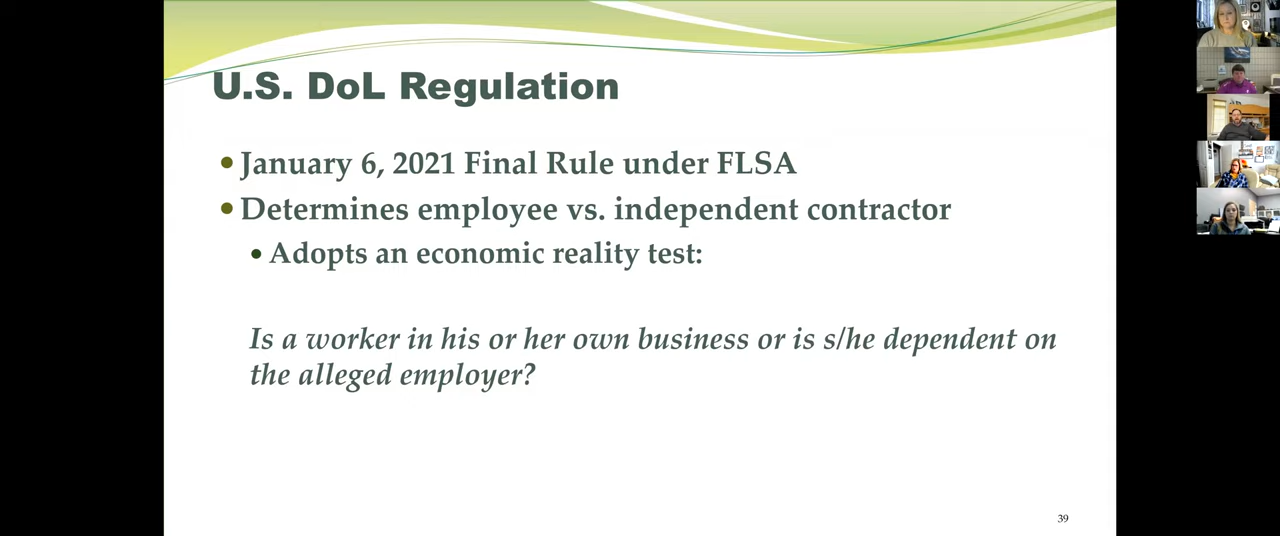 U.S. DoL Regulation
January 6, 2021 Final Rule under FLSA
Determines employee vs. independent contractor
Adopts an economic reality test:
Is a worker in his or her own business or is s/he dependent on
the alleged employer?
39